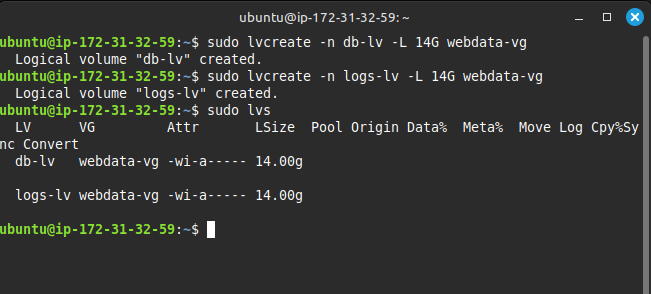 ubuntu@ip-172-31-32-59:~
ubuntu@ip-172-31-32-59:~$ sudo lvcreate -n db-lv -L 14G webdata-vg
  Logical volume "db-lv" created.
ubuntu@ip-172-31-32-59:~$ sudo lvcreate -n logs-lv -L 14G webdata-vg
  Logical volume "logs-lv" created.
ubuntu@ip-172-31-32-59:~$ sudo lvs
  LV      VG         Attr       LSize  Pool Origin Data%  Meta%  Move Log Cpy%Sy
nc Convert
  db-lv   webdata-vg -wi-a----- 14.00g
  logs-lv webdata-vg -wi-a----- 14.00g
ubuntu@ip-172-31-32-59:~$